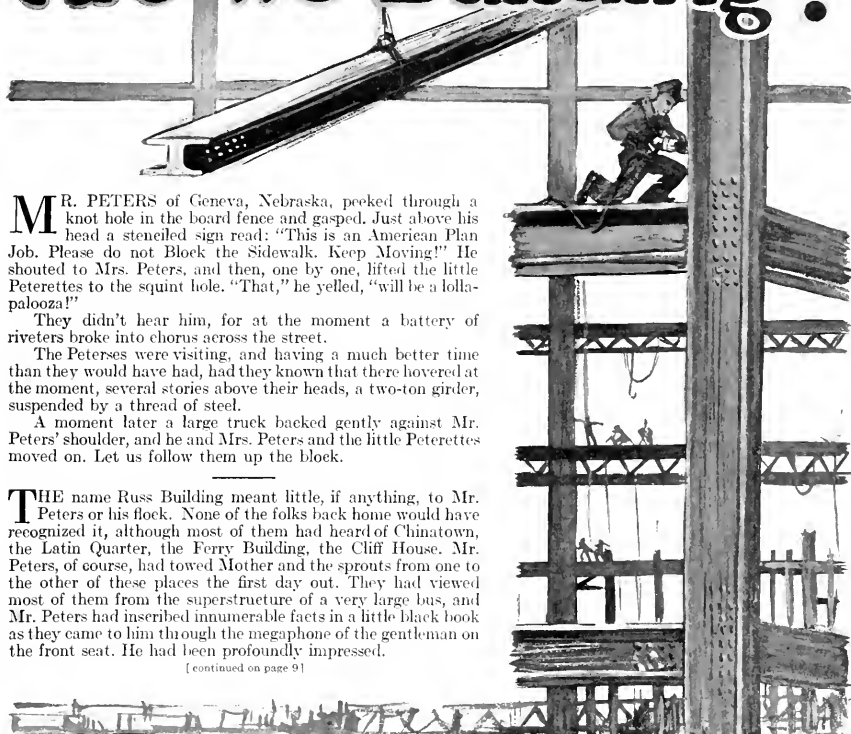 Building?
MR. PETERS of Geneva, Nebraska, peeked through a
knot hole in the board fence and gasped. Just above his
head a stenciled sign read: “This is an American Plan
Job. Please do not Block the Sidewalk. Keep Moving!” He
shouted to Mrs. Peters, and then, one by one, lifted the little
Peterettes to the squint hole. “That,” he yelled, “will be a lolla-
palooza!”
They didn't hear him, for at the moment a battery of
riveters broke into chorus across the street.
The Peterses were visiting, and having a much better time
than they would have had, had they known that there hovered at
the moment, several stories above their heads, a two-ton girder,
suspended by a thread of steel.
A moment later a large truck backed gently against Mr.
Peters' shoulder, and he and Mrs. Peters and the little Peterettes
moved on. Let us follow them up the block.
THE name Russ Building meant little, if anything, to Mr.
Peters or his flock. None of the folks back home would have
recognized it, although most of them had heard of Chinatown,
the Latin Quarter, the Ferry Building, the Cliff House. Mr.
Peters, of course, had towed Mother and the sprouts from one to
the other of these places the first day out. They had viewed
most of them from the superstructure of a very large bus, and
Mr. Peters had inscribed innumerable facts in a little black book
as they came to him through the megaphone of the gentleman on
the front seat. He had been profoundly impressed.
[continued on page 9]